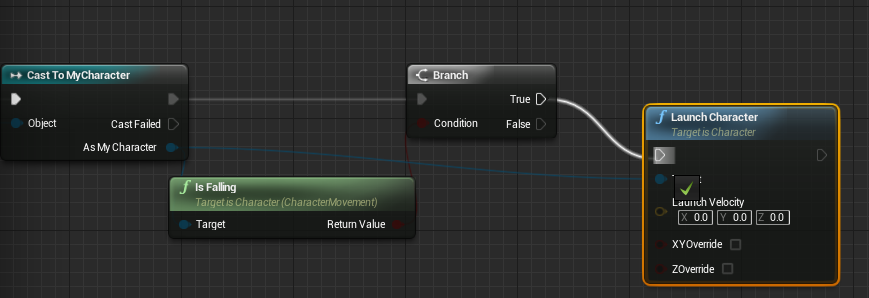 Cast To MyCharacter
Object
Cast Failed
As My Character
Branch
True
Condition
False
Is Falling
Target is Character (CharacterMovement)
Target
Return Value
Launch Character
Target is Character
Launch Velocity
X 0.0 Y 0.0 Z 0.0
XYOverride
ZOverride